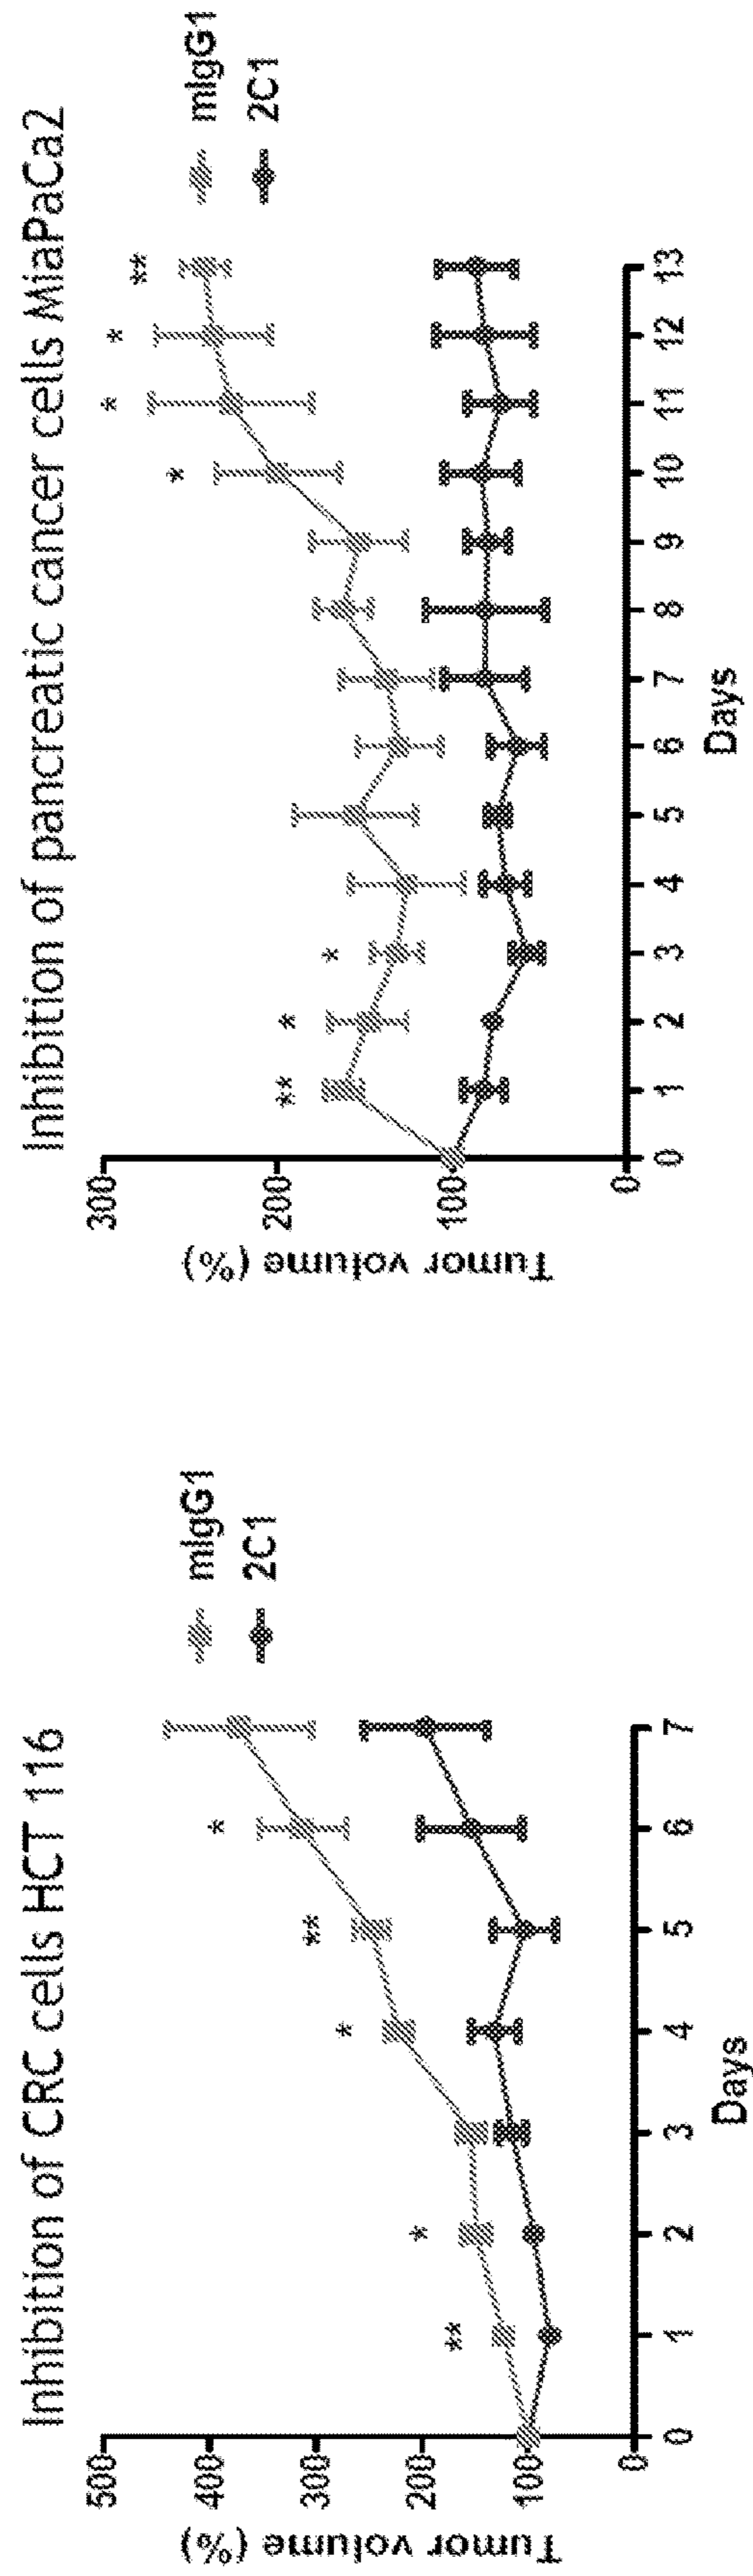 Inhibition of CRC cells HCT 116
Tumor volume (%)
500
400
300
200
100
0
**
*
*
**
*
mIgG1
2C1
0 1 2 3 4 5 6 7
Days
Inhibition of pancreatic cancer cells MiaPaCa2
Tumor volume (%)
300
200
100
0
**
*
*
*
*
*
**
mIgG1
2C1
0 1 2 3 4 5 6 7 8 9 10 11 12 13
Days